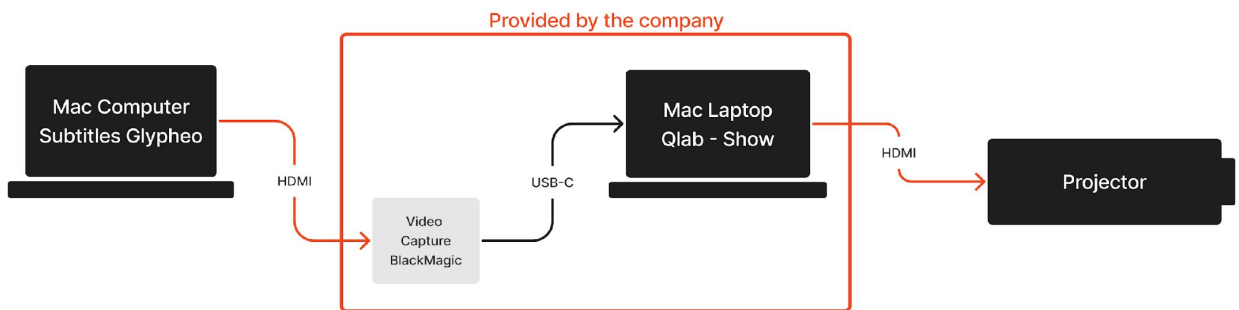 Provided by the company
Mac Computer
Subtitles Glypheo
HDMI
Video
Capture
BlackMagic
USB-C
Mac Laptop
Qlab - Show
HDMI
Projector